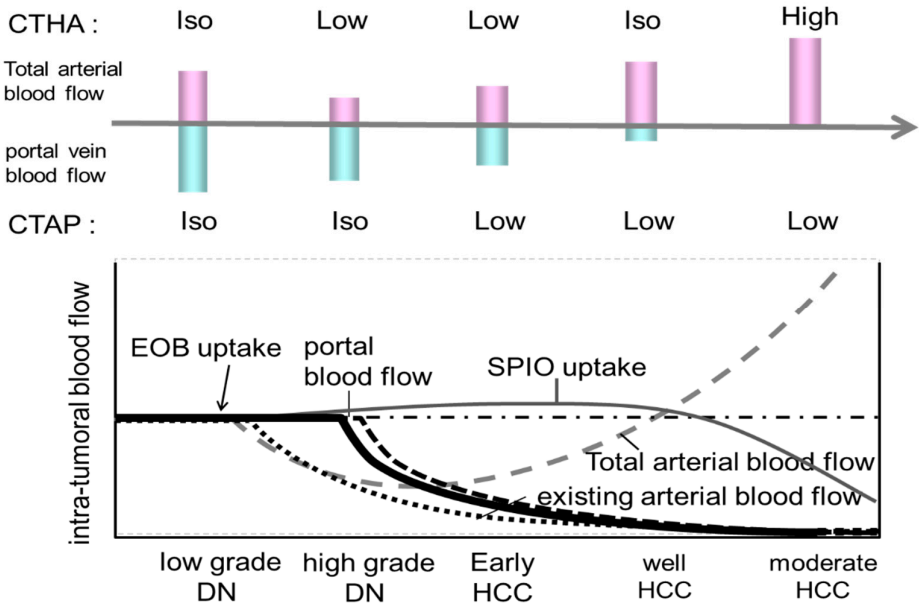 CTHA : Iso Low Low Iso High
Total arterial
blood flow
portal vein
blood flow
CTAP : Iso Iso Low Low Low
intra-tumoral blood flow
EOB uptake
portal
blood flow
SPIO uptake
Total arterial blood flow
existing arterial blood flow
low grade
DN
high grade
DN
Early
HCC
well
HCC
moderate
HCC